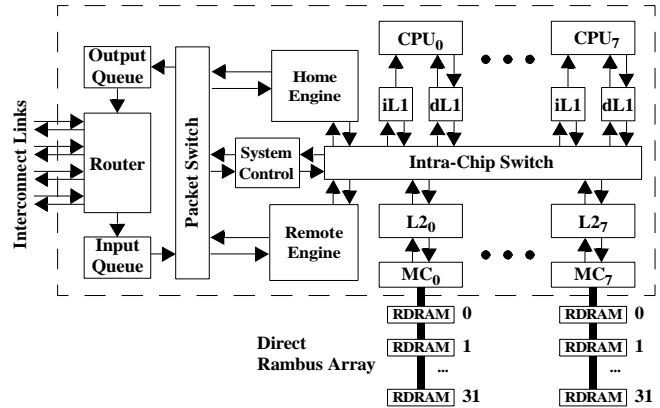 Output
Queue
Router
Input
Queue
Interconnect Links
Packet Switch
Home
Engine
System
Control
Remote
Engine
CPU0
CPU7
iL1
dL1
iL1
dL1
Intra-Chip Switch
L20
L27
MC0
MC7
RDRAM 0
RDRAM 1
...
RDRAM 31
RDRAM 0
RDRAM 1
...
RDRAM 31
Direct
Rambus Array